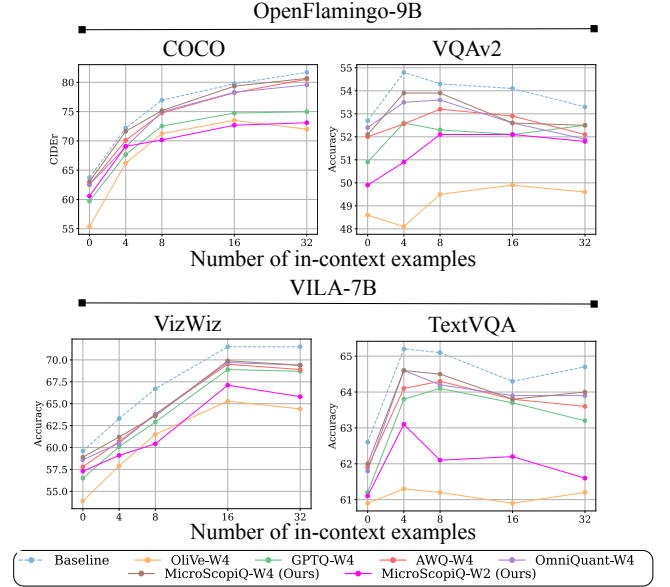 OpenFlamingo-9B
COCO VQAv2
CIDEr
80
75
70
65
60
55
0 4 8 16 32
Accuracy
55
54
53
52
51
50
49
48
0 4 8 16 32
Number of in-context examples
VILA-7B
VizWiz TextVQA
Accuracy
70.0
67.5
65.0
62.5
60.0
57.5
55.0
0 4 8 16 32
Accuracy
65
64
63
62
61
0 4 8 16 32
Number of in-context examples
Baseline OliVe-W4 GPTQ-W4 AWQ-W4 OmniQuant-W4
MicroScopiQ-W4 (Ours) MicroScopiQ-W2 (Ours)